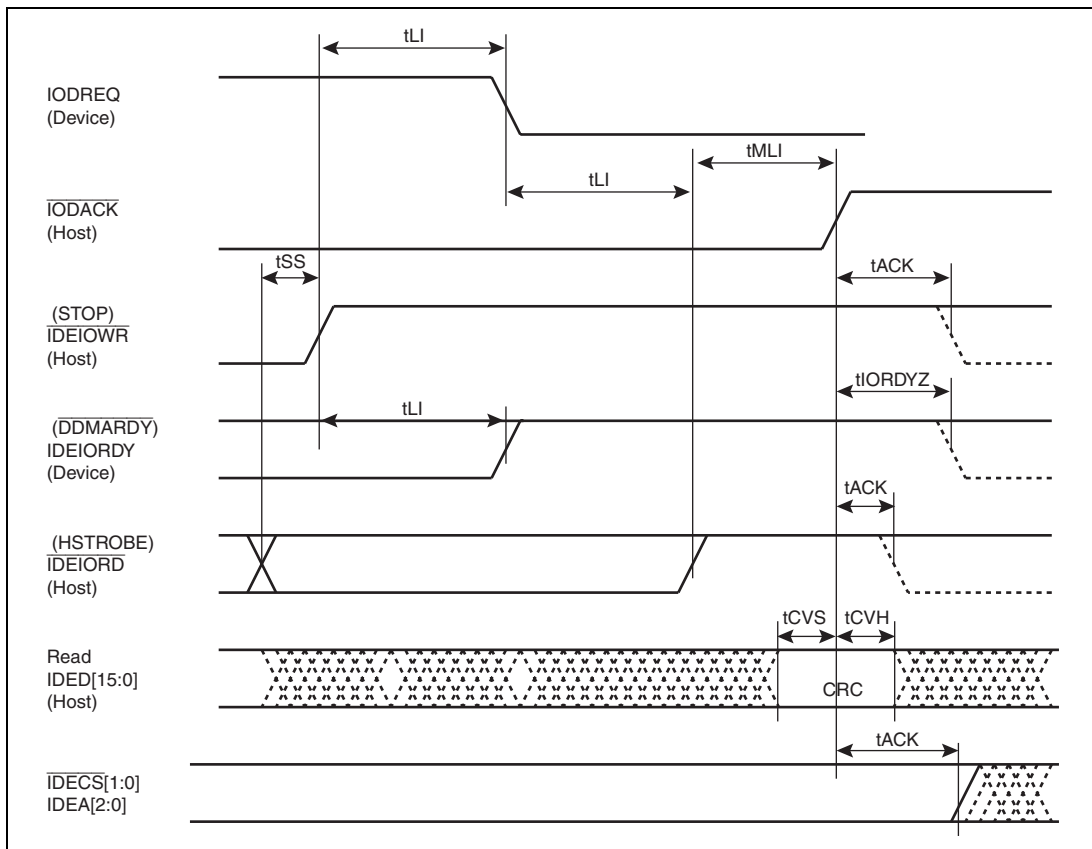 tLI
IODREQ
(Device)
tMLI
tLI
IODACK
(Host)
tSS
tACK
(STOP)
IDEIOWR
(Host)
tIORDYZ
tLI
(DDMARDY)
IDEIORDY
(Device)
tACK
(HSTROBE)
IDEIORD
(Host)
tCVS tCVH
Read
IDED[15:0]
(Host)
CRC
tACK
IDECS[1:0]
IDEA[2:0]